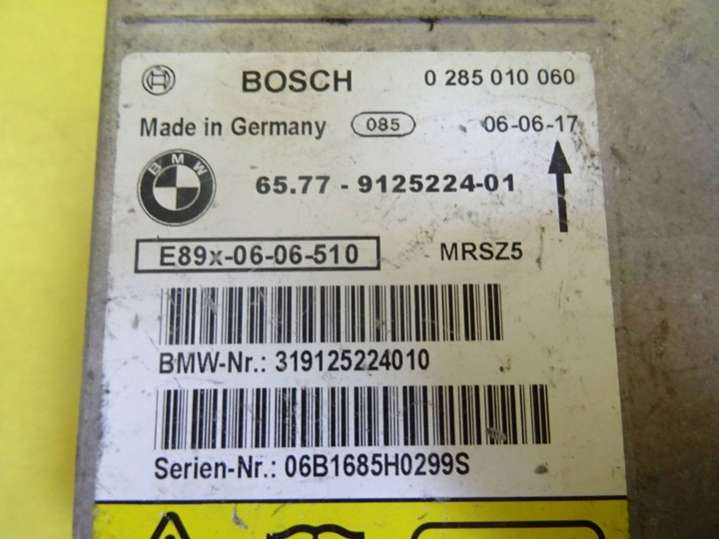 BOSCH 0 285 010 060
Made in Germany 085 06-06-17
BMW
65.77 - 9125224-01
E89x-06-06-510 MRSZ5
BMW-Nr.: 319125224010
Serien-Nr.: 06B1685H0299S